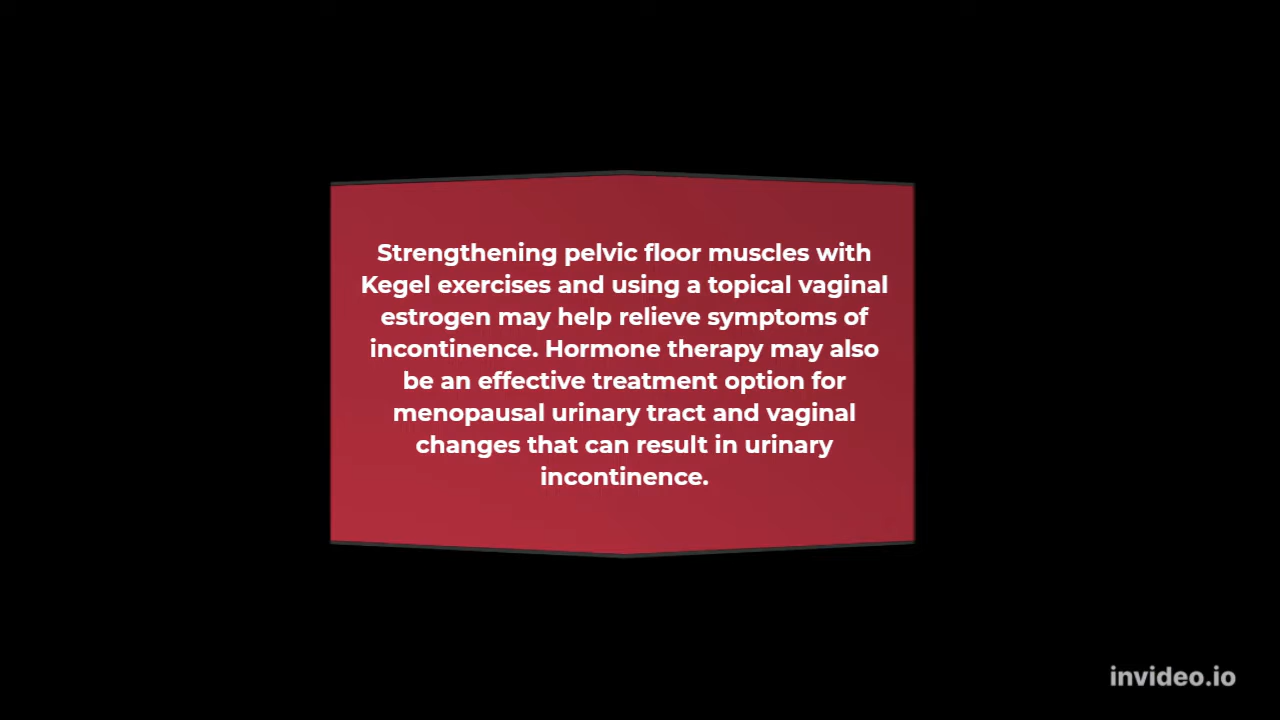 Strengthening pelvic floor muscles with
Kegel exercises and using a topical vaginal
estrogen may help relieve symptoms of
incontinence. Hormone therapy may also
be an effective treatment option for
menopausal urinary tract and vaginal
changes that can result in urinary
incontinence.
invideo.io